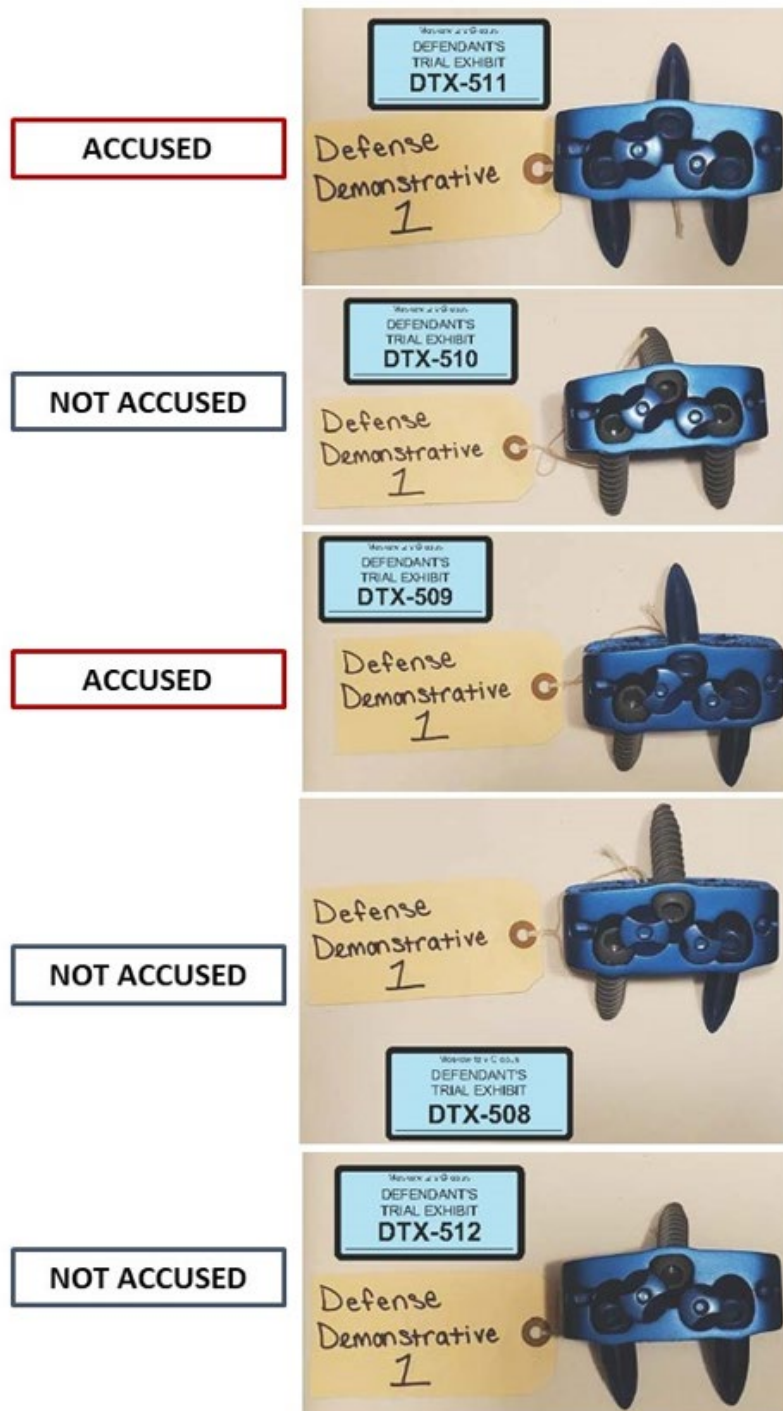 DEFENDANT'S
TRIAL EXHIBIT
DTX-511
ACCUSED
Defense
Demonstrative
1
DEFENDANT'S
TRIAL EXHIBIT
DTX-510
NOT ACCUSED
Defense
Demonstrative
1
DEFENDANT'S
TRIAL EXHIBIT
DTX-509
ACCUSED
Defense
Demonstrative
1
NOT ACCUSED
Defense
Demonstrative
1
DEFENDANT'S
TRIAL EXHIBIT
DTX-508
DEFENDANT'S
TRIAL EXHIBIT
DTX-512
NOT ACCUSED
Defense
Demonstrative
1